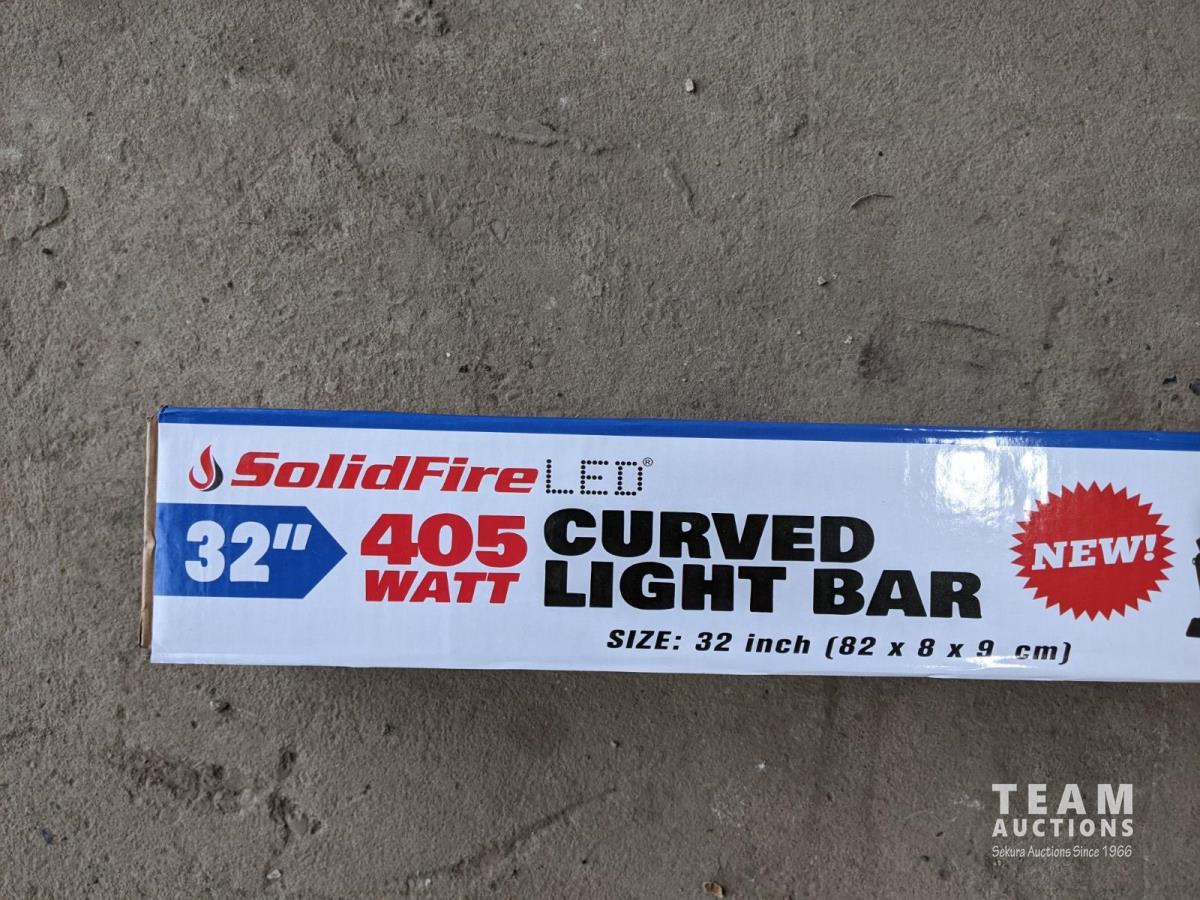 SolidFire LED®
32" 405 WATT CURVED LIGHT BAR
SIZE: 32 inch (82 x 8 x 9 cm)
NEW!
TEAM
AUCTIONS
Sekura Auctions Since 1966